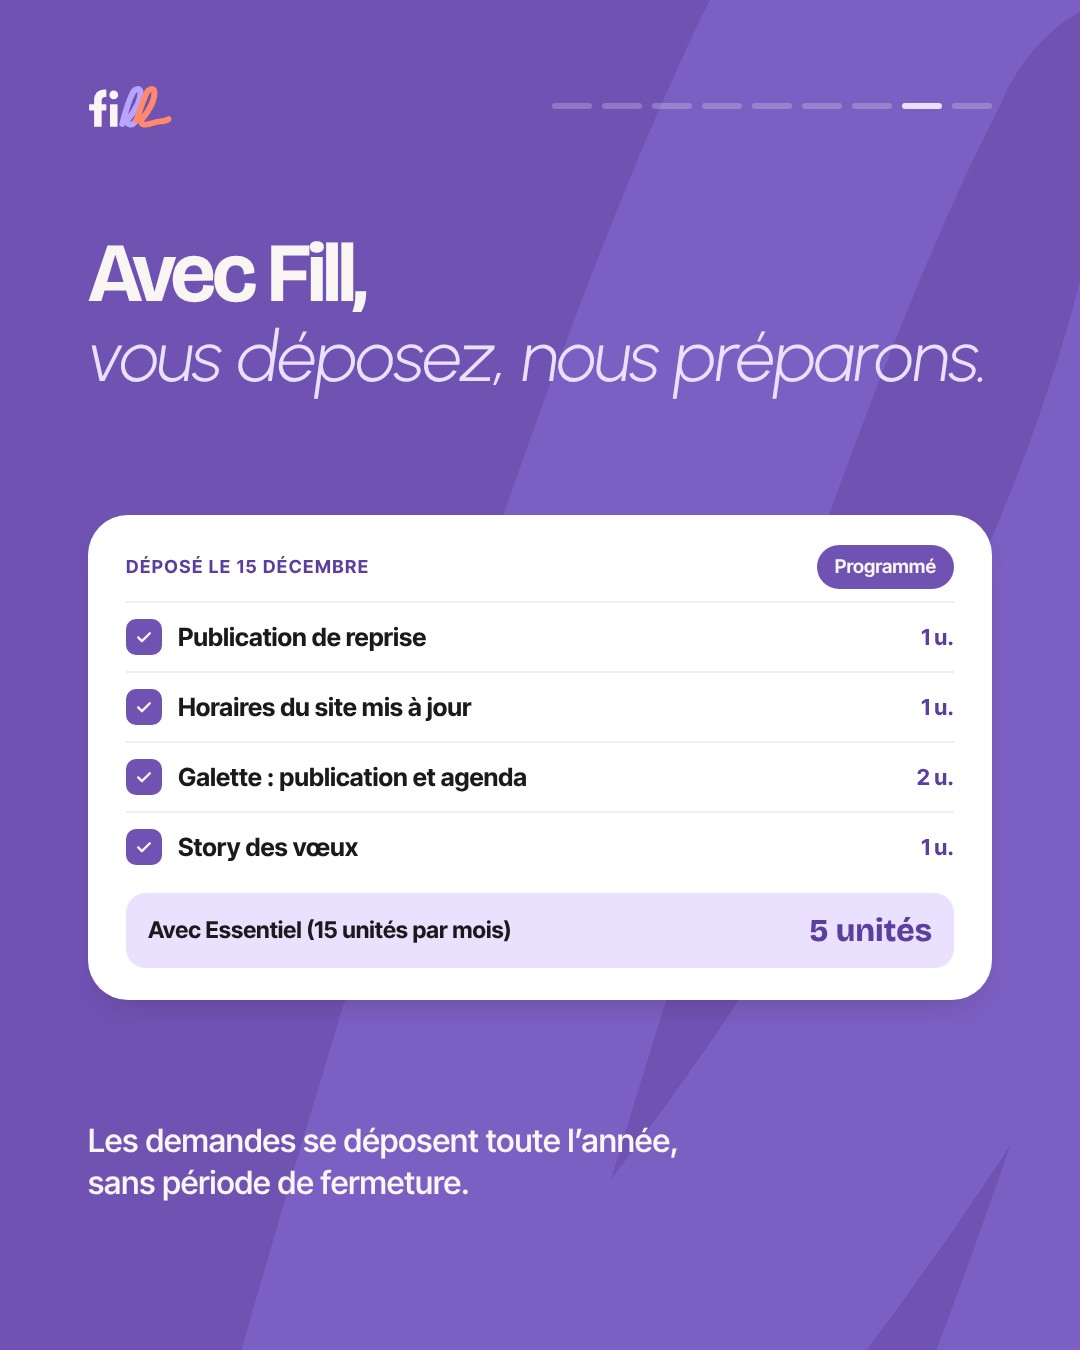 fill
Avec Fill,
vous déposez, nous préparons.
DÉPOSÉ LE 15 DÉCEMBRE
Programmé
Publication de reprise
1 u.
Horaires du site mis à jour
1 u.
Galette : publication et agenda
2 u.
Story des vœux
1 u.
Avec Essentiel (15 unités par mois)
5 unités
Les demandes se déposent toute l’année,
sans période de fermeture.